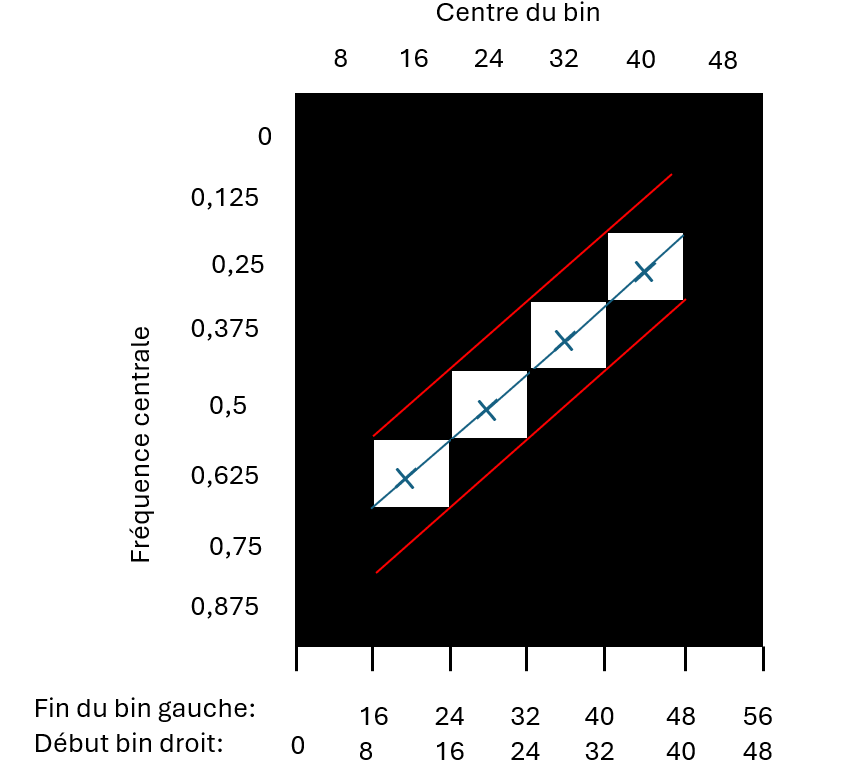 Centre du bin
8 16 24 32 40 48
0
0,125
0,25
0,375
0,5
0,625
0,75
0,875
Fréquence centrale
Fin du bin gauche: 16 24 32 40 48 56
Début bin droit: 0 8 16 24 32 40 48